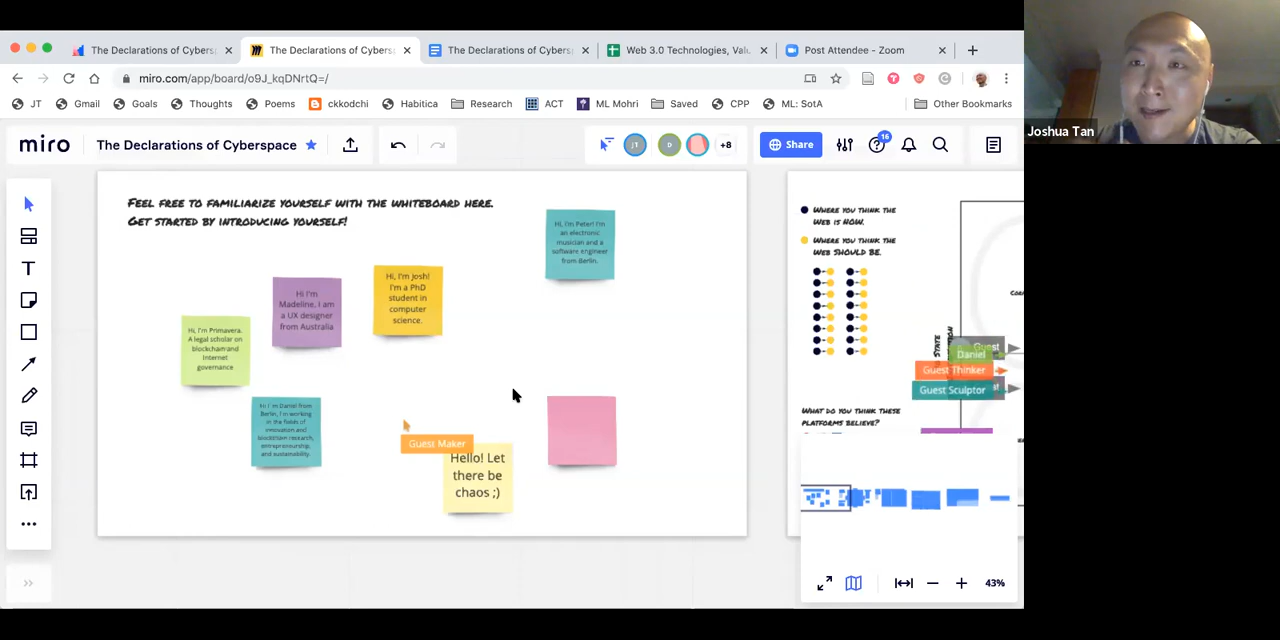 The Declarations of Cybers
The Declarations of Cybers
The Declarations of Cybers
Web 3.0 Technologies, Valu
Post Attendee - Zoom
miro.com/app/board/o9J_kqDNrtQ=/
JT
Gmail
Goals
Thoughts
Poems
ckkodchi
Habitica
Research
ACT
ML Mohri
Saved
CPP
ML: SotA
Other Bookmarks
Joshua Tan
miro
The Declarations of Cyberspace
JT
D
+8
Share
16
FEEL FREE TO FAMILIARIZE YOURSELF WITH THE WHITEBOARD HERE.
GET STARTED BY INTRODUCING YOURSELF!
Hi, I'm Peter! I'm
an electronic
musician and a
software engineer
from Berlin.
Hi, I'm Josh!
I'm a PhD
student in
computer
science.
Hi I'm
Madeline, I am
a UX designer
from Australia
Hi, I'm Primavera.
A legal scholar on
blockchain and
Internet
governance
Hi I'm Daniel from
Berlin, I'm working
in the fields of
innovation and
blockchain research,
entrepreneurship,
and sustainability.
Guest Maker
Hello! Let
there be
chaos ;)
WHERE YOU THINK THE
WEB IS NOW.
WHERE YOU THINK THE
WEB SHOULD BE.
STATE
Guest
Daniel
Guest Thinker
Guest Sculptor
WHAT DO YOU THINK THESE
PLATFORMS BELIEVE?
43%